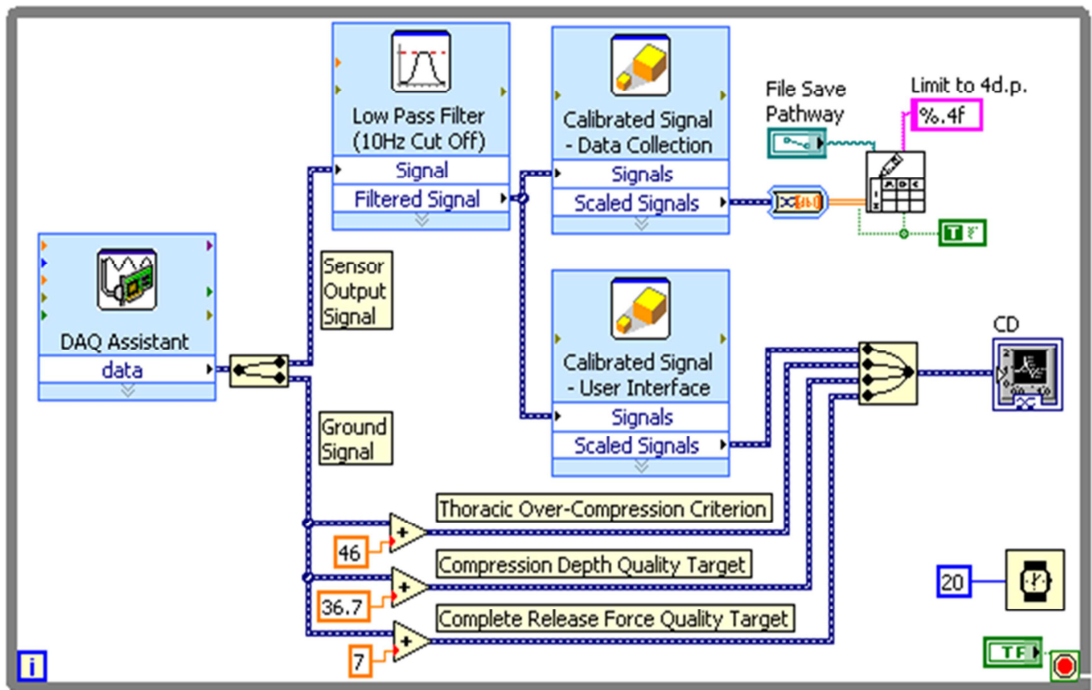 Low Pass Filter
(10Hz Cut Off)
Signal
Filtered Signal
Calibrated Signal
- Data Collection
Signals
Scaled Signals
File Save
Pathway
Limit to 4d.p.
%.4f
T
DAQ Assistant
data
Sensor
Output
Signal
Ground
Signal
Calibrated Signal
- User Interface
Signals
Scaled Signals
CD
Thoracic Over-Compression Criterion
46
Compression Depth Quality Target
36.7
Complete Release Force Quality Target
7
20
TF
i